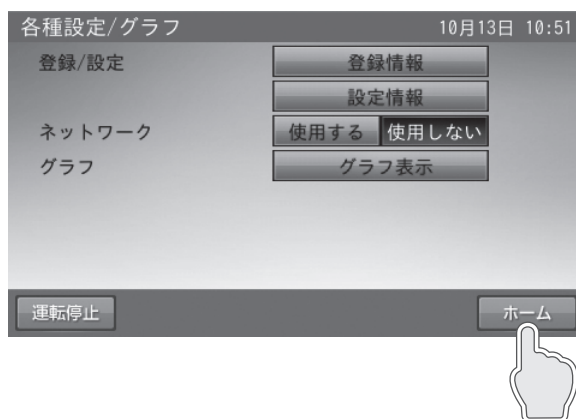 各種設定/グラフ 10月13日 10:51
登録/設定 登録情報
設定情報
ネットワーク 使用する 使用しない
グラフ グラフ表示
運転停止 ホーム